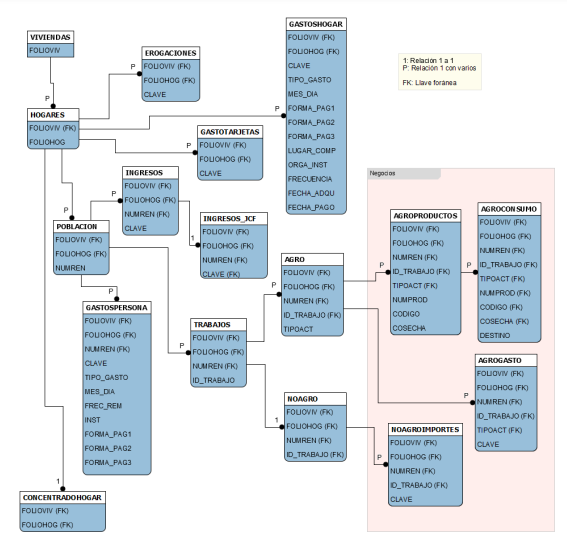 VIVIENDAS
FOLIOVIV
P
HOGARES
FOLIOVIV (FK)
FOLIOHOG
P
EROGACIONES
FOLIOVIV (FK)
FOLIOHOG (FK)
CLAVE
P
GASTOTARJETAS
FOLIOVIV (FK)
FOLIOHOG (FK)
CLAVE
P
GASTOSHOGAR
FOLIOVIV (FK)
FOLIOHOG (FK)
CLAVE
TIPO_GASTO
MES_DIA
FORMA_PAG1
FORMA_PAG2
FORMA_PAG3
LUGAR_COMP
ORGA_INST
FRECUENCIA
FECHA_ADQU
FECHA_PAGO
1: Relación 1 a 1
P: Relación 1 con varios
FK: Llave foránea
P
POBLACION
FOLIOVIV (FK)
FOLIOHOG (FK)
NUMREN
P
INGRESOS
FOLIOVIV (FK)
FOLIOHOG (FK)
NUMREN (FK)
CLAVE
1
INGRESOS_JCF
FOLIOVIV (FK)
FOLIOHOG (FK)
NUMREN (FK)
CLAVE (FK)
P
GASTOSPERSONA
FOLIOVIV (FK)
FOLIOHOG (FK)
NUMREN (FK)
CLAVE
TIPO_GASTO
MES_DIA
FREC_REM
INST
FORMA_PAG1
FORMA_PAG2
FORMA_PAG3
1
CONCENTRADOHOGAR
FOLIOVIV (FK)
FOLIOHOG (FK)
P
TRABAJOS
FOLIOVIV (FK)
FOLIOHOG (FK)
NUMREN (FK)
ID_TRABAJO
P
AGRO
FOLIOVIV (FK)
FOLIOHOG (FK)
NUMREN (FK)
ID_TRABAJO (FK)
TIPOACT
1
NOAGRO
FOLIOVIV (FK)
FOLIOHOG (FK)
NUMREN (FK)
ID_TRABAJO (FK)
Negocios
P
AGROPRODUCTOS
FOLIOVIV (FK)
FOLIOHOG (FK)
NUMREN (FK)
ID_TRABAJO (FK)
TIPOACT (FK)
NUMPROD
CODIGO
COSECHA
P
AGROCONSUMO
FOLIOVIV (FK)
FOLIOHOG (FK)
NUMREN (FK)
ID_TRABAJO (FK)
TIPOACT (FK)
NUMPROD (FK)
CODIGO (FK)
COSECHA (FK)
DESTINO
P
AGROGASTO
FOLIOVIV (FK)
FOLIOHOG (FK)
NUMREN (FK)
ID_TRABAJO (FK)
TIPOACT (FK)
CLAVE
P
NOAGROIMPORTES
FOLIOVIV (FK)
FOLIOHOG (FK)
NUMREN (FK)
ID_TRABAJO (FK)
CLAVE